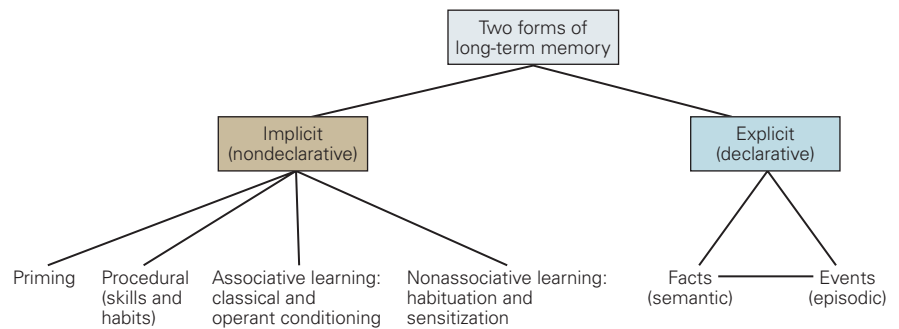 Two forms of
long-term memory
Implicit
(nondeclarative)
Explicit
(declarative)
Priming
Procedural
(skills and
habits)
Associative learning:
classical and
operant conditioning
Nonassociative learning:
habituation and
sensitization
Facts
(semantic)
Events
(episodic)